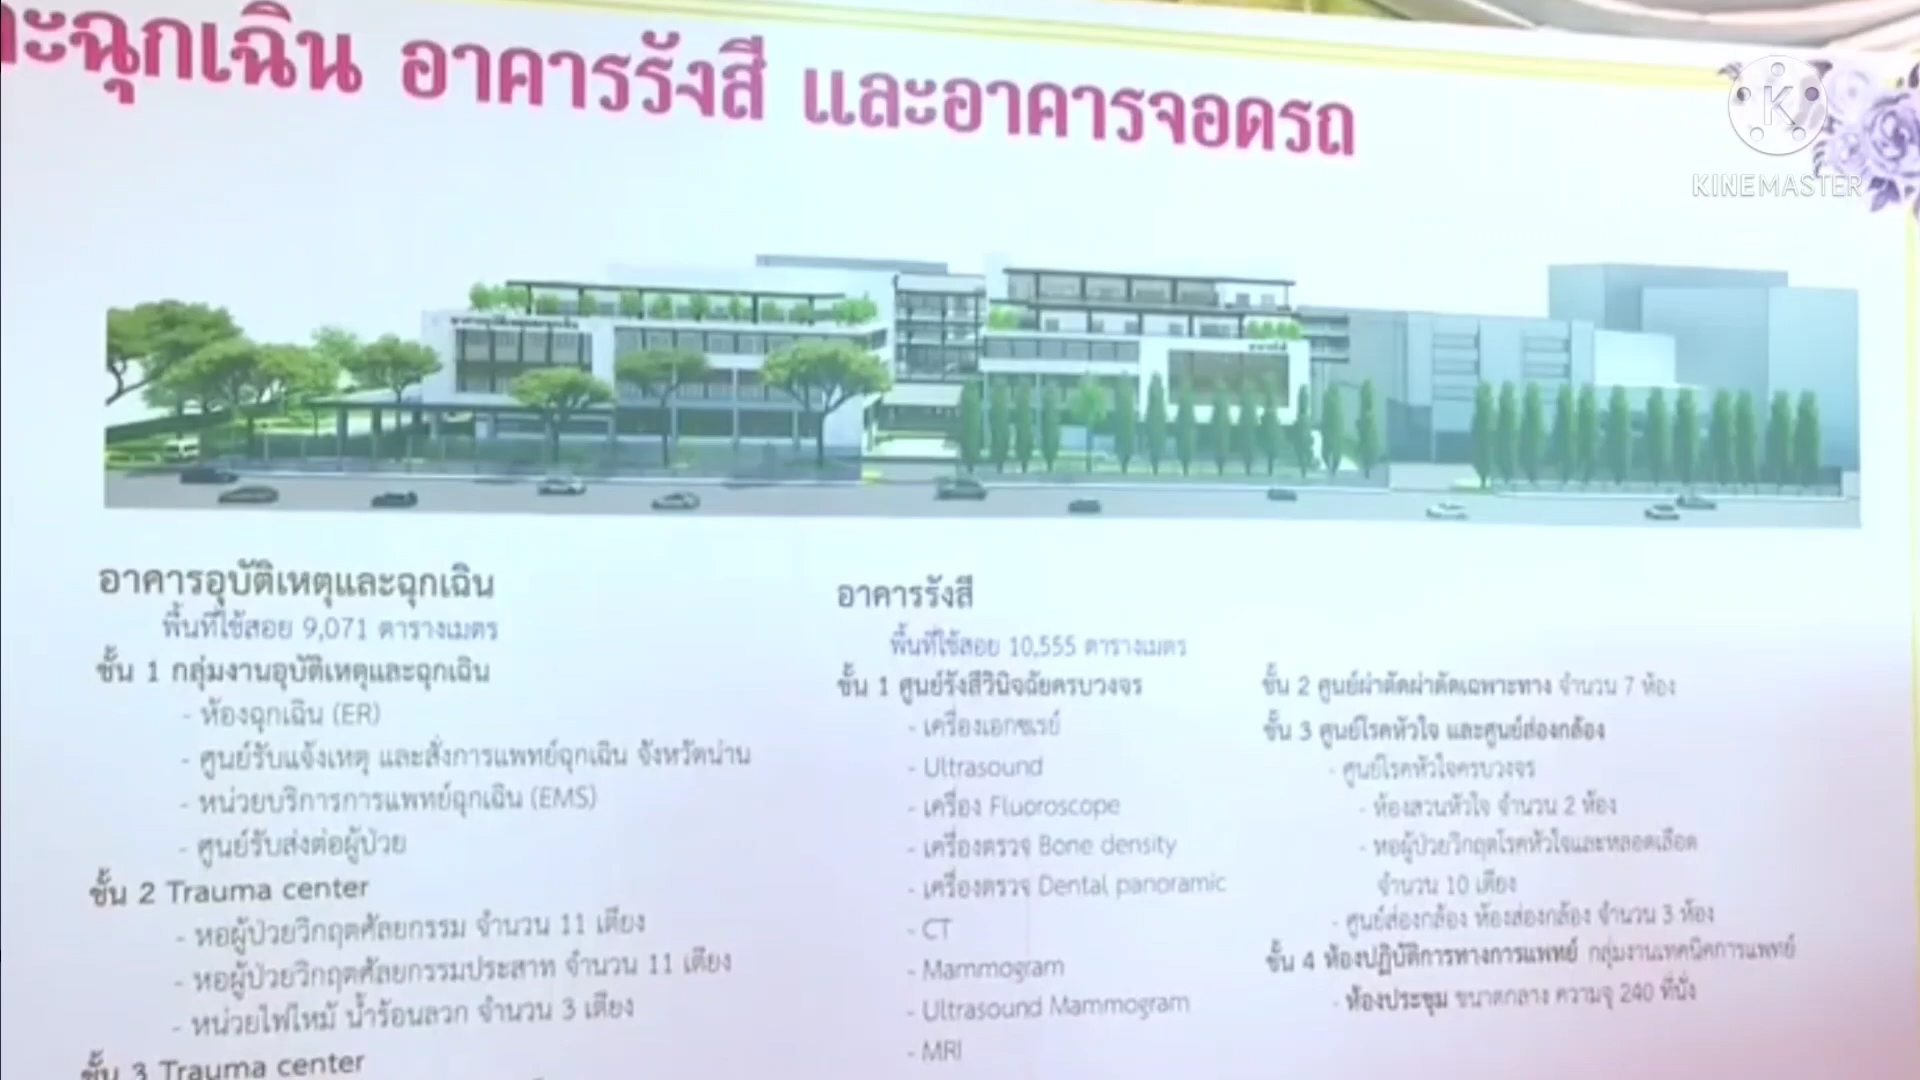 ฉุกเฉิน อาคารรังสี และอาคารจอดรถ
KINEMASTER
อาคารอุบัติเหตุและฉุกเฉิน
พื้นที่ใช้สอย 9,071 ตารางเมตร
ชั้น 1 กลุ่มงานอุบัติเหตุและฉุกเฉิน
- ห้องฉุกเฉิน (ER)
- ศูนย์รับแจ้งเหตุ และสั่งการแพทย์ฉุกเฉิน จังหวัดน่าน
- หน่วยบริการการแพทย์ฉุกเฉิน (EMS)
- ศูนย์รับส่งต่อผู้ป่วย
ชั้น 2 Trauma center
- หอผู้ป่วยวิกฤตศัลยกรรม จำนวน 11 เตียง
- หอผู้ป่วยวิกฤตศัลยกรรมประสาท จำนวน 11 เตียง
- หน่วยไฟไหม้ น้ำร้อนลวก จำนวน 3 เตียง
ชั้น 3 Trauma center
อาคารรังสี
พื้นที่ใช้สอย 10,555 ตารางเมตร
ชั้น 1 ศูนย์รังสีวินิจฉัยครบวงจร
- เครื่องเอกซเรย์
- Ultrasound
- เครื่อง Fluoroscope
- เครื่องตรวจ Bone density
- เครื่องตรวจ Dental panoramic
- CT
- Mammogram
- Ultrasound Mammogram
- MRI
ชั้น 2 ศูนย์ผ่าตัดผ่าตัดเฉพาะทาง จำนวน 7 ห้อง
ชั้น 3 ศูนย์โรคหัวใจ และศูนย์ส่องกล้อง
- ศูนย์โรคหัวใจครบวงจร
- ห้องสวนหัวใจ จำนวน 2 ห้อง
- หอผู้ป่วยวิกฤตโรคหัวใจและหลอดเลือด
จำนวน 10 เตียง
- ศูนย์ส่องกล้อง ห้องส่องกล้อง จำนวน 3 ห้อง
ชั้น 4 ห้องปฏิบัติการทางการแพทย์ กลุ่มงานเทคนิคการแพทย์
- ห้องประชุม ขนาดกลาง ความจุ 240 ที่นั่ง